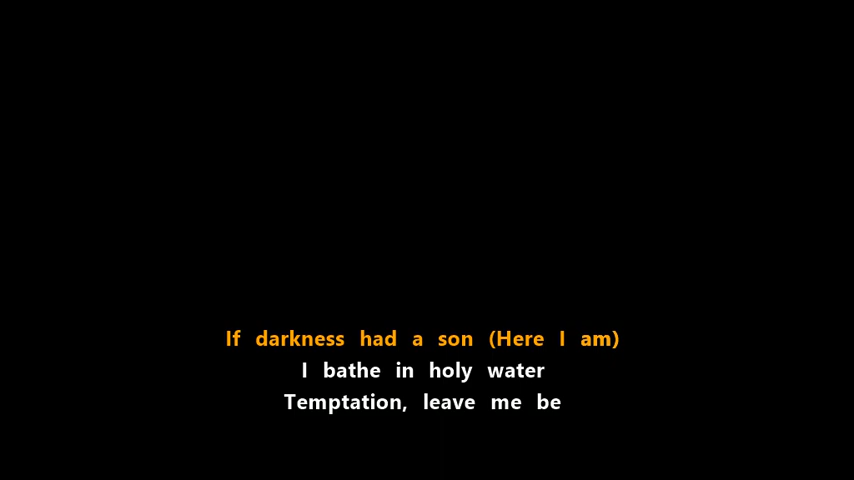 If darkness had a son (Here I am)
I bathe in holy water
Temptation, leave me be